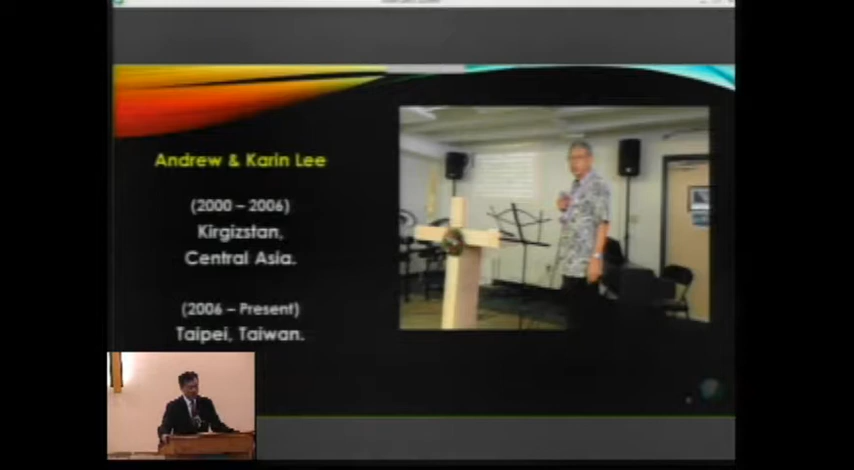 Andrew & Karin Lee
(2000 – 2006)
Kirgizstan,
Central Asia.
(2006 – Present)
Taipei, Taiwan.